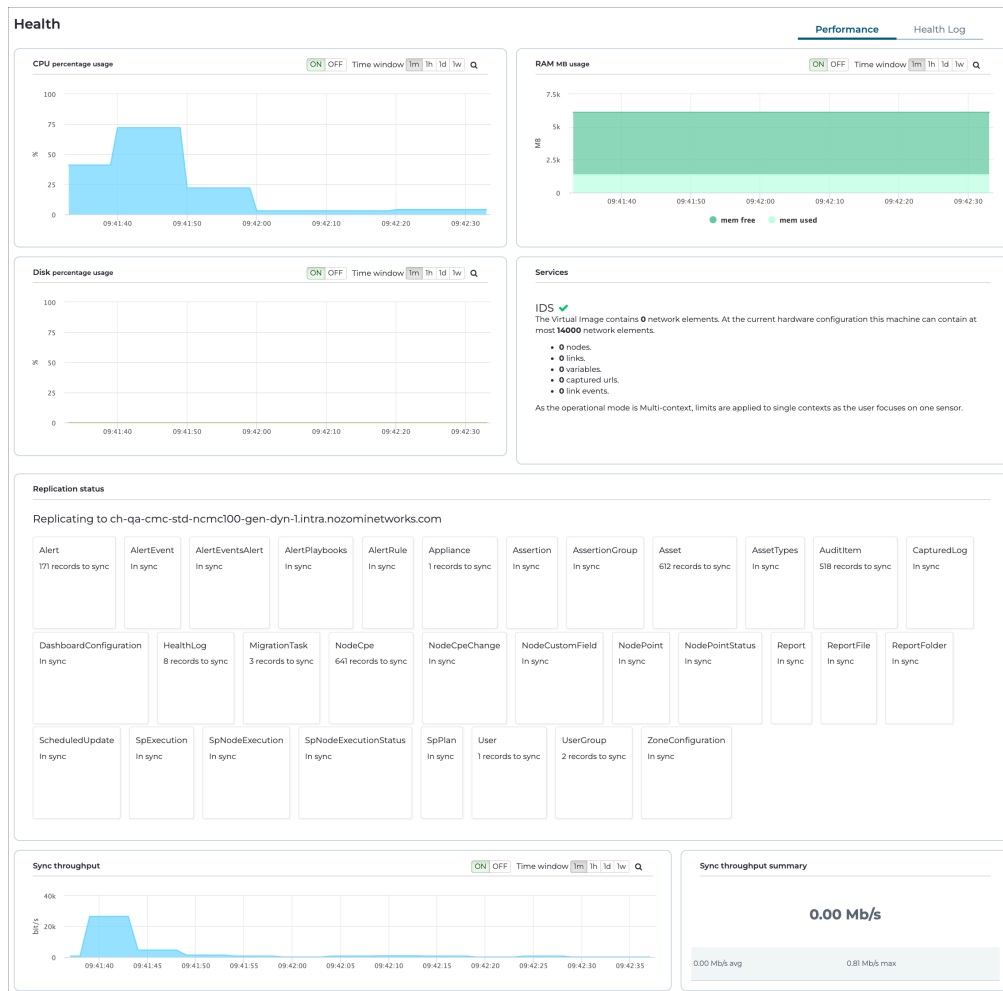 Health
Performance
Health Log
CPU percentage usage
ON OFF Time window 1m 1h 1d 1w
100
75
50
25
0
%
09:41:40 09:41:50 09:42:00 09:42:10 09:42:20 09:42:30
RAM MB usage
ON OFF Time window 1m 1h 1d 1w
7.5k
5k
2.5k
0
MB
09:41:40 09:41:50 09:42:00 09:42:10 09:42:20 09:42:30
mem free mem used
Disk percentage usage
ON OFF Time window 1m 1h 1d 1w
100
75
50
25
0
%
09:41:40 09:41:50 09:42:00 09:42:10 09:42:20 09:42:30
Services
IDS
The Virtual Image contains 0 network elements. At the current hardware configuration this machine can contain at
most 14000 network elements.
• 0 nodes.
• 0 links.
• 0 variables.
• 0 captured urls.
• 0 link events.
As the operational mode is Multi-context, limits are applied to single contexts as the user focuses on one sensor.
Replication status
Replicating to ch-qa-cmc-std-ncmc100-gen-dyn-1.intra.nozominetworks.com
Alert
171 records to sync
AlertEvent
In sync
AlertEventsAlert
In sync
AlertPlaybooks
In sync
AlertRule
In sync
Appliance
1 records to sync
Assertion
In sync
AssertionGroup
In sync
Asset
612 records to sync
AssetTypes
In sync
AuditItem
518 records to sync
CapturedLog
In sync
DashboardConfiguration
In sync
HealthLog
8 records to sync
MigrationTask
3 records to sync
NodeCpe
641 records to sync
NodeCpeChange
In sync
NodeCustomField
In sync
NodePoint
In sync
NodePointStatus
In sync
Report
In sync
ReportFile
In sync
ReportFolder
In sync
ScheduledUpdate
In sync
SpExecution
In sync
SpNodeExecution
In sync
SpNodeExecutionStatus
In sync
SpPlan
In sync
User
1 records to sync
UserGroup
2 records to sync
ZoneConfiguration
In sync
Sync throughput
ON OFF Time window 1m 1h 1d 1w
40k
20k
0
bit/s
09:41:40 09:41:45 09:41:50 09:41:55 09:42:00 09:42:05 09:42:10 09:42:15 09:42:20 09:42:25 09:42:30 09:42:35
Sync throughput summary
0.00 Mb/s
0.00 Mb/s avg
0.81 Mb/s max